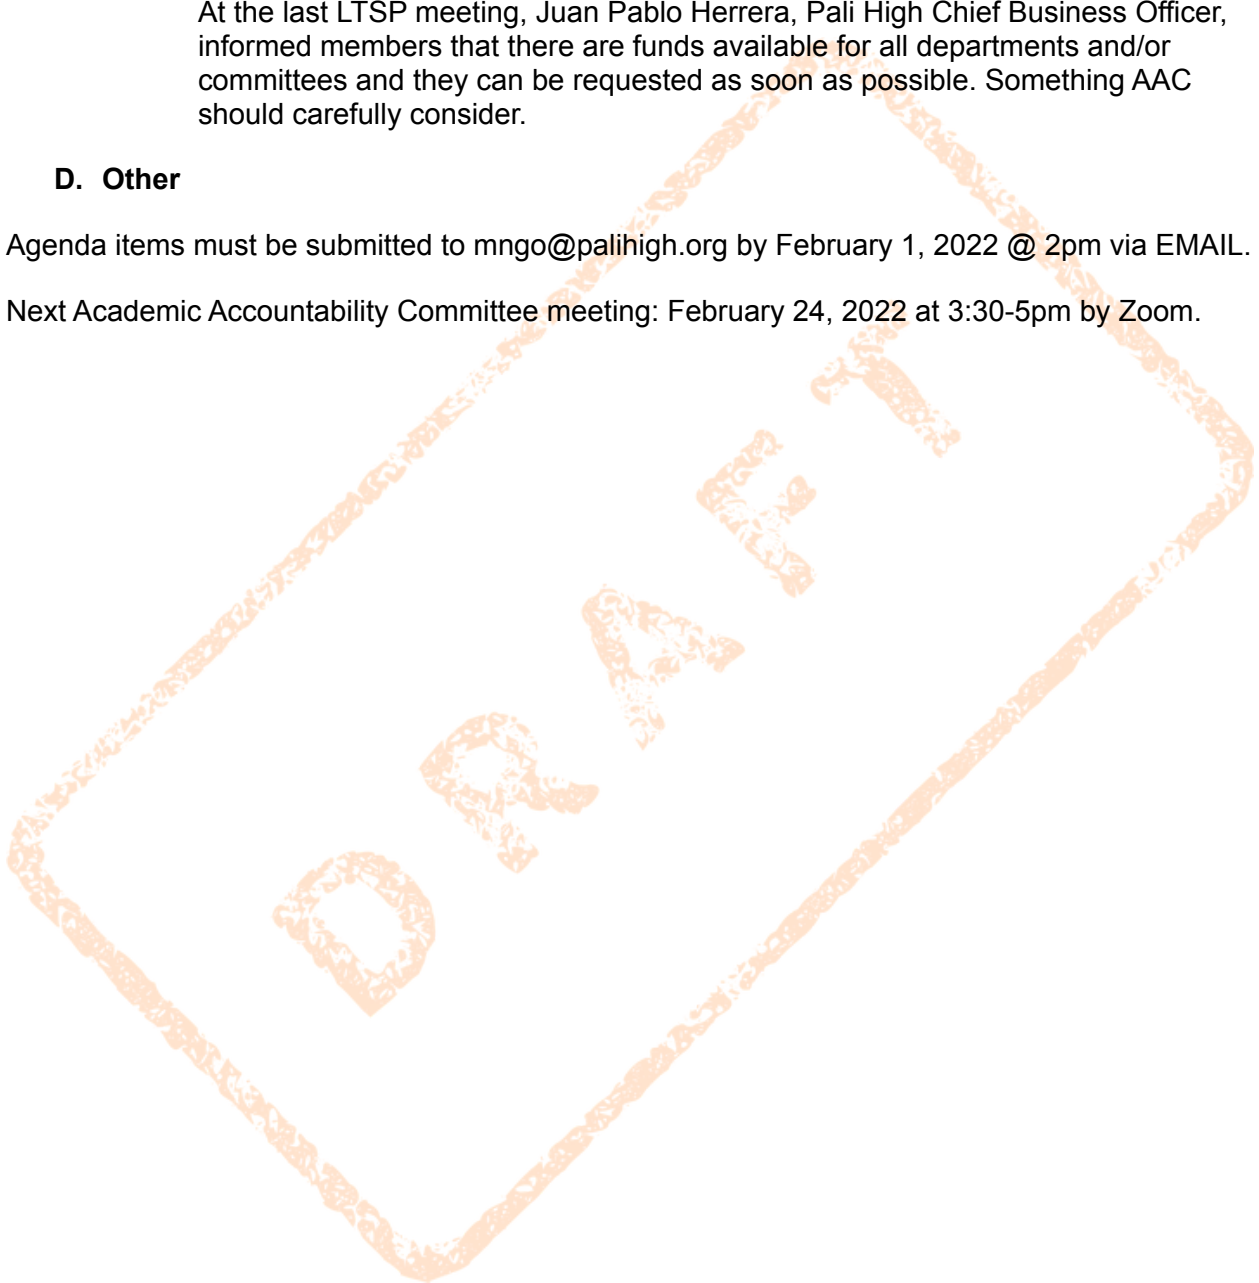 At the last LTSP meeting, Juan Pablo Herrera, Pali High Chief Business Officer,
informed members that there are funds available for all departments and/or
committees and they can be requested as soon as possible. Something AAC
should carefully consider.
D. Other
Agenda items must be submitted to mngo@palihigh.org by February 1, 2022 @ 2pm via EMAIL.
Next Academic Accountability Committee meeting: February 24, 2022 at 3:30-5pm by Zoom.
DRAFT